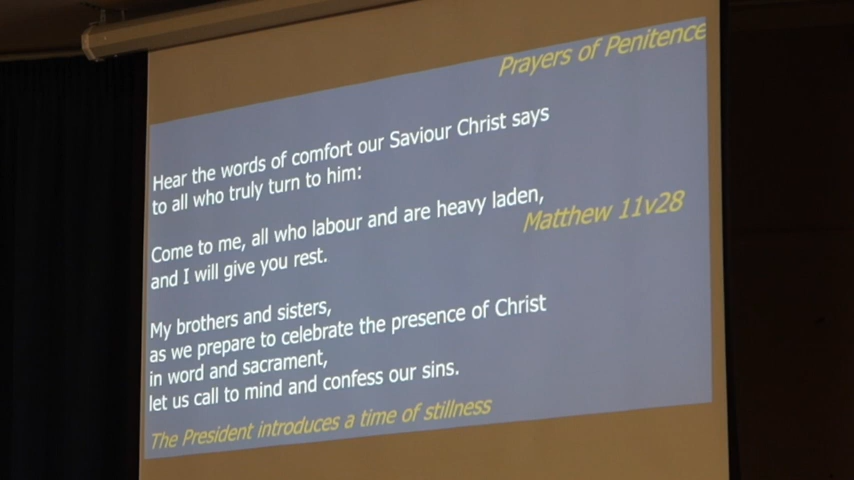 Prayers of Penitence
Hear the words of comfort our Saviour Christ says
to all who truly turn to him:
Come to me, all who labour and are heavy laden,
Matthew 11v28
and I will give you rest.
My brothers and sisters,
as we prepare to celebrate the presence of Christ
in word and sacrament,
let us call to mind and confess our sins.
The President introduces a time of stillness